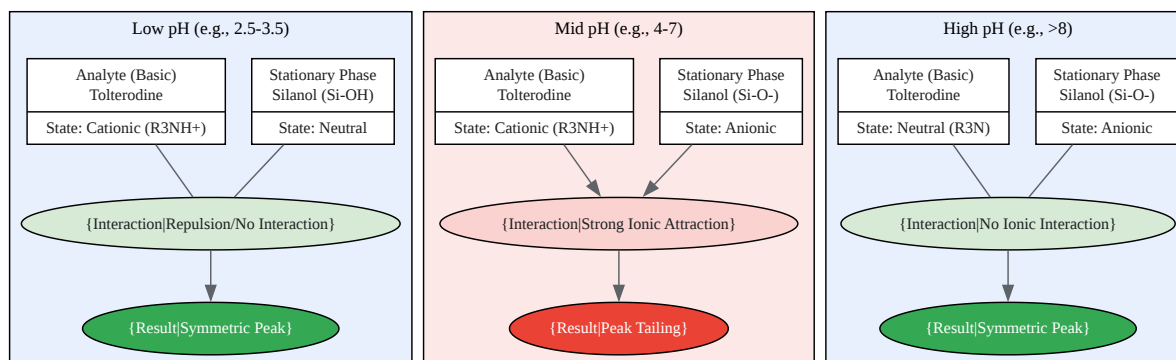 Low pH (e.g., 2.5-3.5)
Analyte (Basic)
Tolterodine
State: Cationic (R3NH+)
Stationary Phase
Silanol (Si-OH)
State: Neutral
{Interaction|Repulsion/No Interaction}
{Result|Symmetric Peak}
Mid pH (e.g., 4-7)
Analyte (Basic)
Tolterodine
State: Cationic (R3NH+)
Stationary Phase
Silanol (Si-O-)
State: Anionic
{Interaction|Strong Ionic Attraction}
{Result|Peak Tailing}
High pH (e.g., >8)
Analyte (Basic)
Tolterodine
State: Neutral (R3N)
Stationary Phase
Silanol (Si-O-)
State: Anionic
{Interaction|No Ionic Interaction}
{Result|Symmetric Peak}